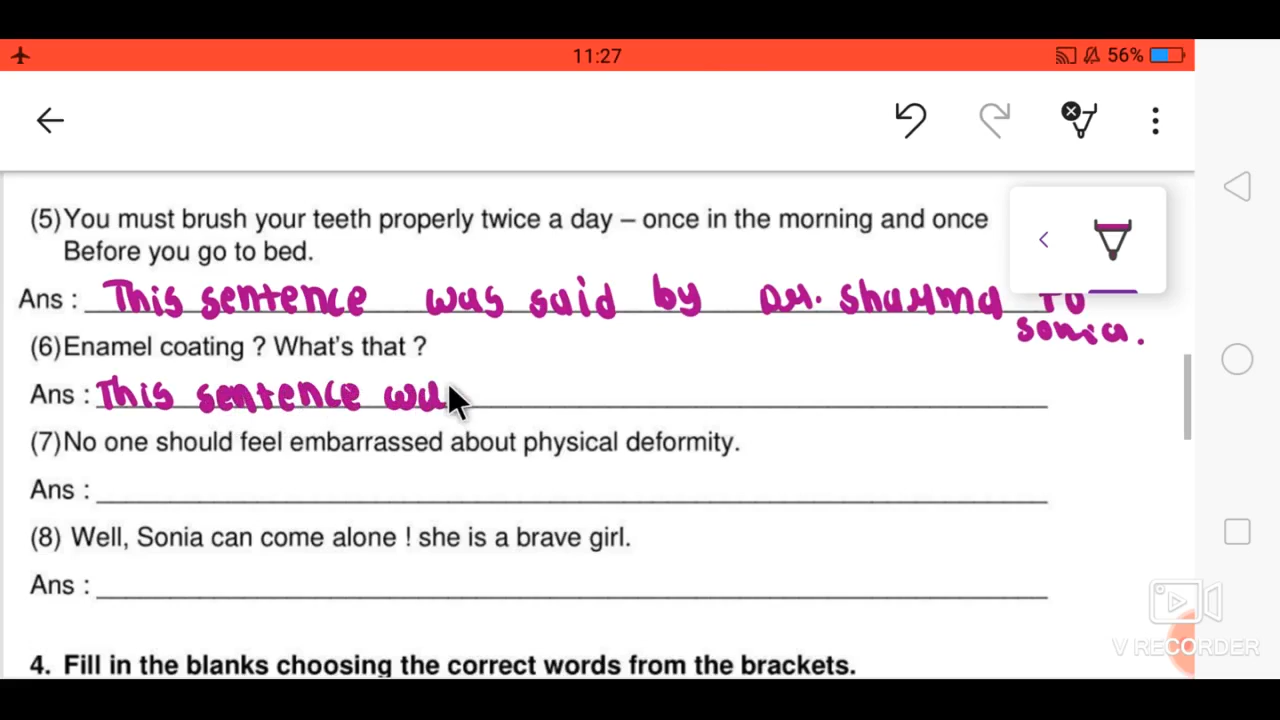 11:27
56%
(5) You must brush your teeth properly twice a day – once in the morning and once
Before you go to bed.
Ans : This sentence was said by Dr. Sharma to
Sonia.
(6) Enamel coating ? What's that ?
Ans : This sentence wa
(7) No one should feel embarrassed about physical deformity.
Ans :
(8) Well, Sonia can come alone ! she is a brave girl.
Ans :
4. Fill in the blanks choosing the correct words from the brackets.
V RECORDER